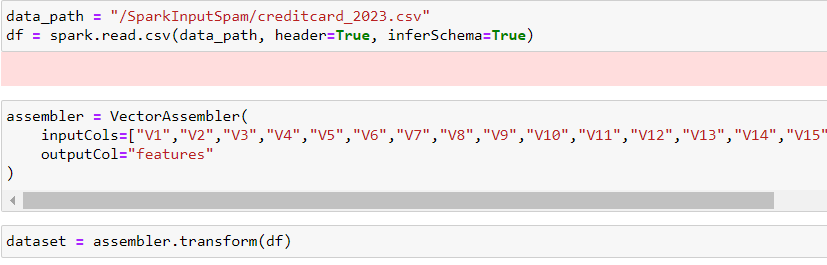 data_path = "/SparkInputSpam/creditcard_2023.csv"
df = spark.read.csv(data_path, header=True, inferSchema=True)
assembler = VectorAssembler(
inputCols=["V1","V2","V3","V4","V5","V6","V7","V8","V9","V10","V11","V12","V13","V14","V15"
outputCol="features"
)
dataset = assembler.transform(df)